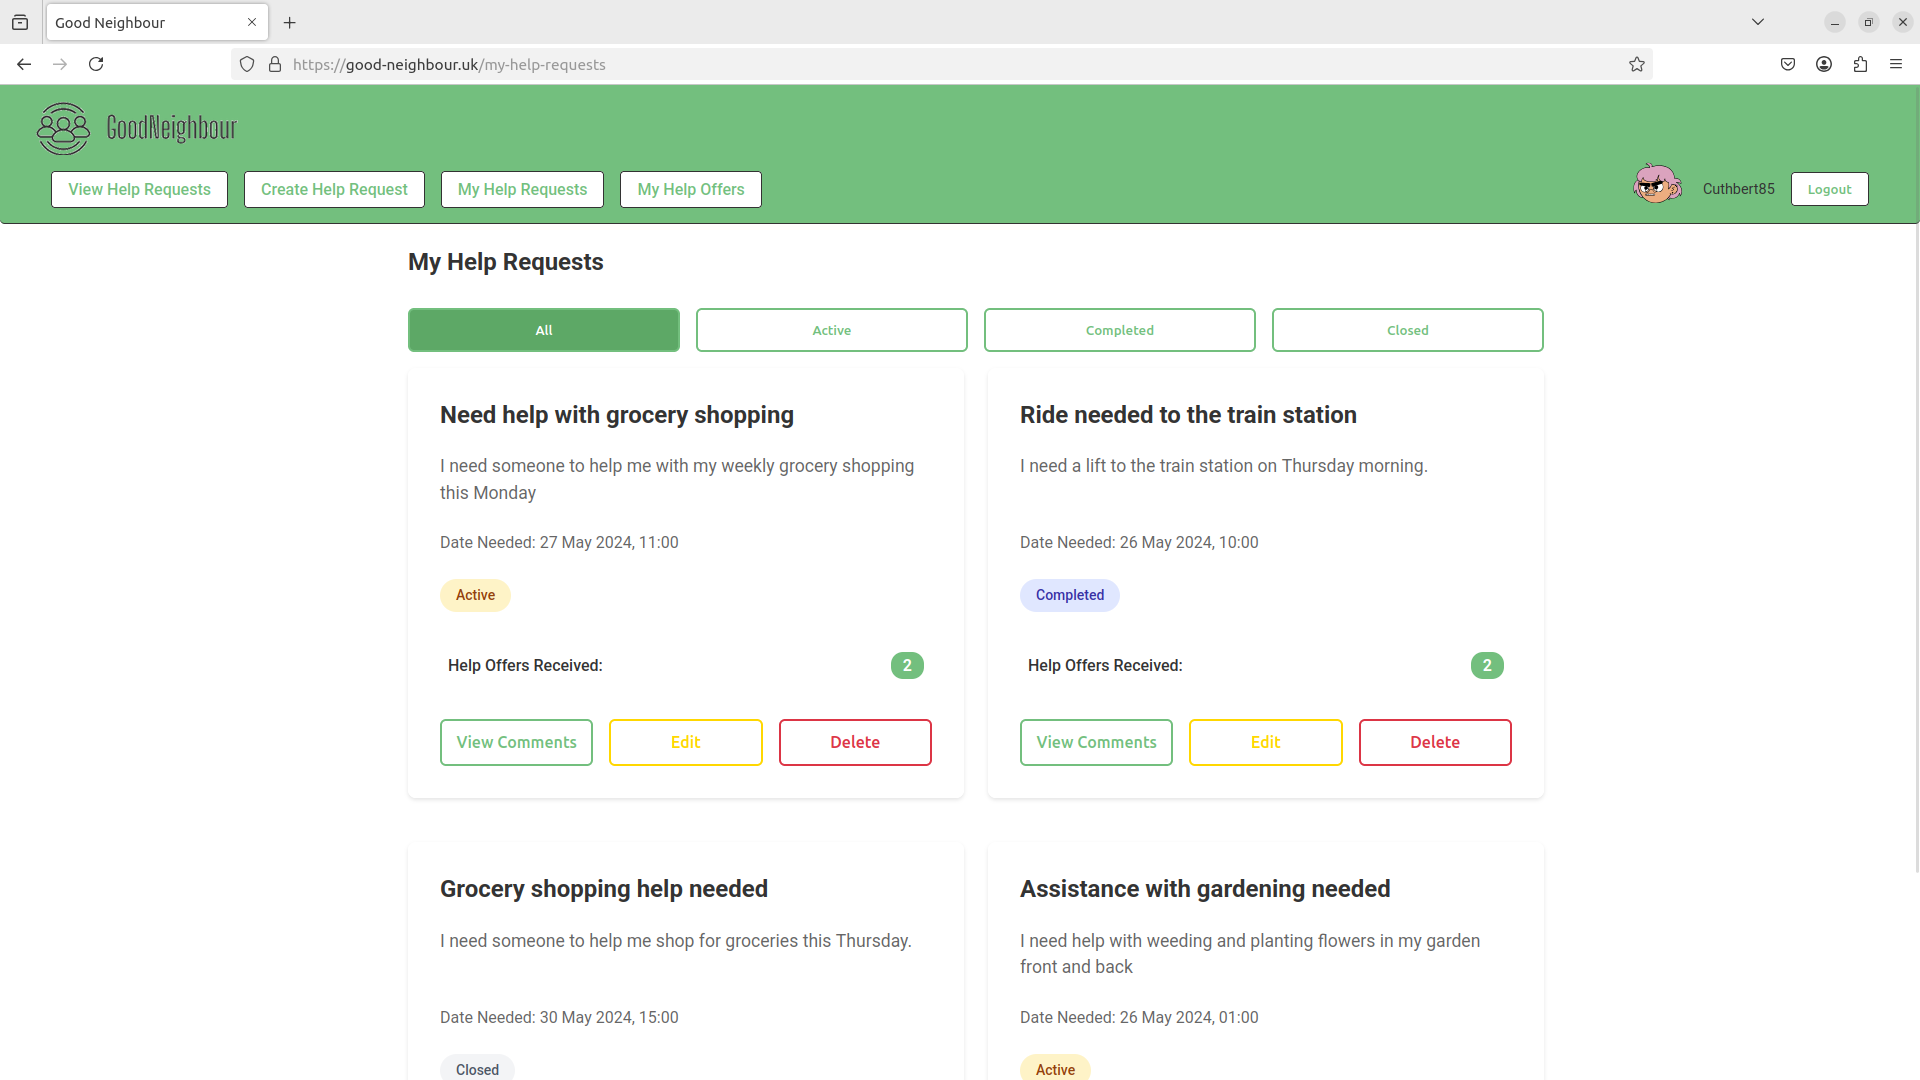 Good Neighbour
https://good-neighbour.uk/my-help-requests
GoodNeighbour
View Help Requests
Create Help Request
My Help Requests
My Help Offers
Cuthbert85
Logout
My Help Requests
All
Active
Completed
Closed
Need help with grocery shopping
I need someone to help me with my weekly grocery shopping
this Monday
Date Needed: 27 May 2024, 11:00
Active
Help Offers Received:
2
View Comments
Edit
Delete
Ride needed to the train station
I need a lift to the train station on Thursday morning.
Date Needed: 26 May 2024, 10:00
Completed
Help Offers Received:
2
View Comments
Edit
Delete
Grocery shopping help needed
I need someone to help me shop for groceries this Thursday.
Date Needed: 30 May 2024, 15:00
Closed
Assistance with gardening needed
I need help with weeding and planting flowers in my garden
front and back
Date Needed: 26 May 2024, 01:00
Active